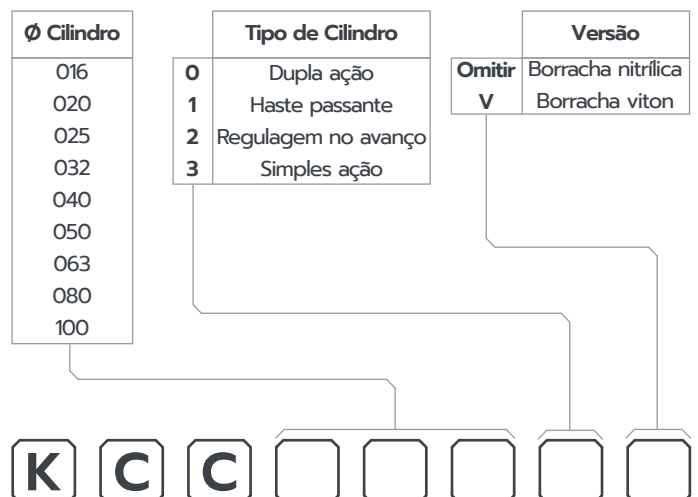 Ø Cilindro
016
020
025
032
040
050
063
080
100
Tipo de Cilindro
0 Dupla ação
1 Haste passante
2 Regulagem no avanço
3 Simples ação
Versão
Omitir Borracha nitrílica
V Borracha viton
K C C